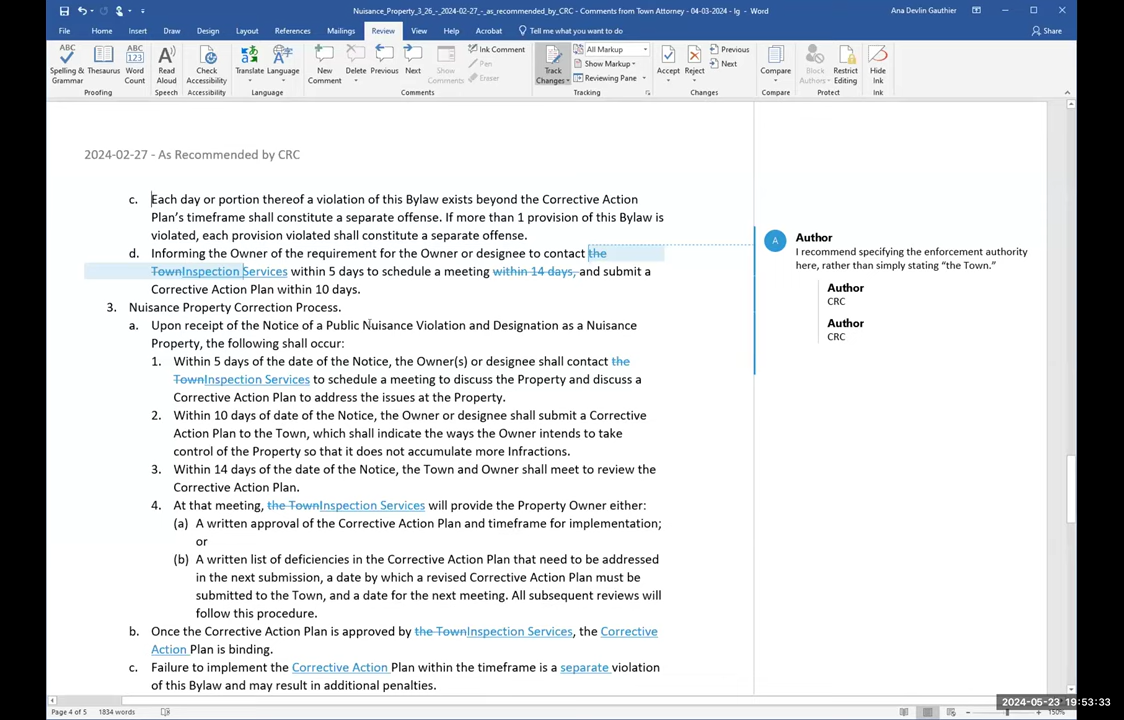 Nuisance_Property_3_26_-_2024-02-27_-_as_recommended_by_CRC - Comments from Town Attorney - 04-03-2024 - lg - Word
Ana Devlin Gauthier
File Home Insert Draw Design Layout References Mailings Review View Help Acrobat Tell me what you want to do
Share
Spelling & Grammar
Thesaurus
Word Count
Read Aloud
Check Accessibility
Translate
Language
New Comment
Delete
Previous
Next
Show Comments
Ink Comment
Pen
Eraser
Track Changes
All Markup
Show Markup
Reviewing Pane
Accept
Reject
Previous
Next
Compare
Block Authors
Restrict Editing
Hide Ink
Proofing Speech Accessibility Language Comments Tracking Changes Compare Protect Ink
2024-02-27 - As Recommended by CRC
c. Each day or portion thereof a violation of this Bylaw exists beyond the Corrective Action
Plan's timeframe shall constitute a separate offense. If more than 1 provision of this Bylaw is
violated, each provision violated shall constitute a separate offense.
d. Informing the Owner of the requirement for the Owner or designee to contact the
TownInspection Services within 5 days to schedule a meeting within 14 days, and submit a
Corrective Action Plan within 10 days.
3. Nuisance Property Correction Process.
a. Upon receipt of the Notice of a Public Nuisance Violation and Designation as a Nuisance
Property, the following shall occur:
1. Within 5 days of the date of the Notice, the Owner(s) or designee shall contact the
TownInspection Services to schedule a meeting to discuss the Property and discuss a
Corrective Action Plan to address the issues at the Property.
2. Within 10 days of date of the Notice, the Owner or designee shall submit a Corrective
Action Plan to the Town, which shall indicate the ways the Owner intends to take
control of the Property so that it does not accumulate more Infractions.
3. Within 14 days of the date of the Notice, the Town and Owner shall meet to review the
Corrective Action Plan.
4. At that meeting, the TownInspection Services will provide the Property Owner either:
(a) A written approval of the Corrective Action Plan and timeframe for implementation;
or
(b) A written list of deficiencies in the Corrective Action Plan that need to be addressed
in the next submission, a date by which a revised Corrective Action Plan must be
submitted to the Town, and a date for the next meeting. All subsequent reviews will
follow this procedure.
b. Once the Corrective Action Plan is approved by the TownInspection Services, the Corrective
Action Plan is binding.
c. Failure to implement the Corrective Action Plan within the timeframe is a separate violation
of this Bylaw and may result in additional penalties.
A
Author
I recommend specifying the enforcement authority
here, rather than simply stating "the Town."
Author
CRC
Author
CRC
Page 4 of 5 1834 words
150%
2024-05-23 19:53:33